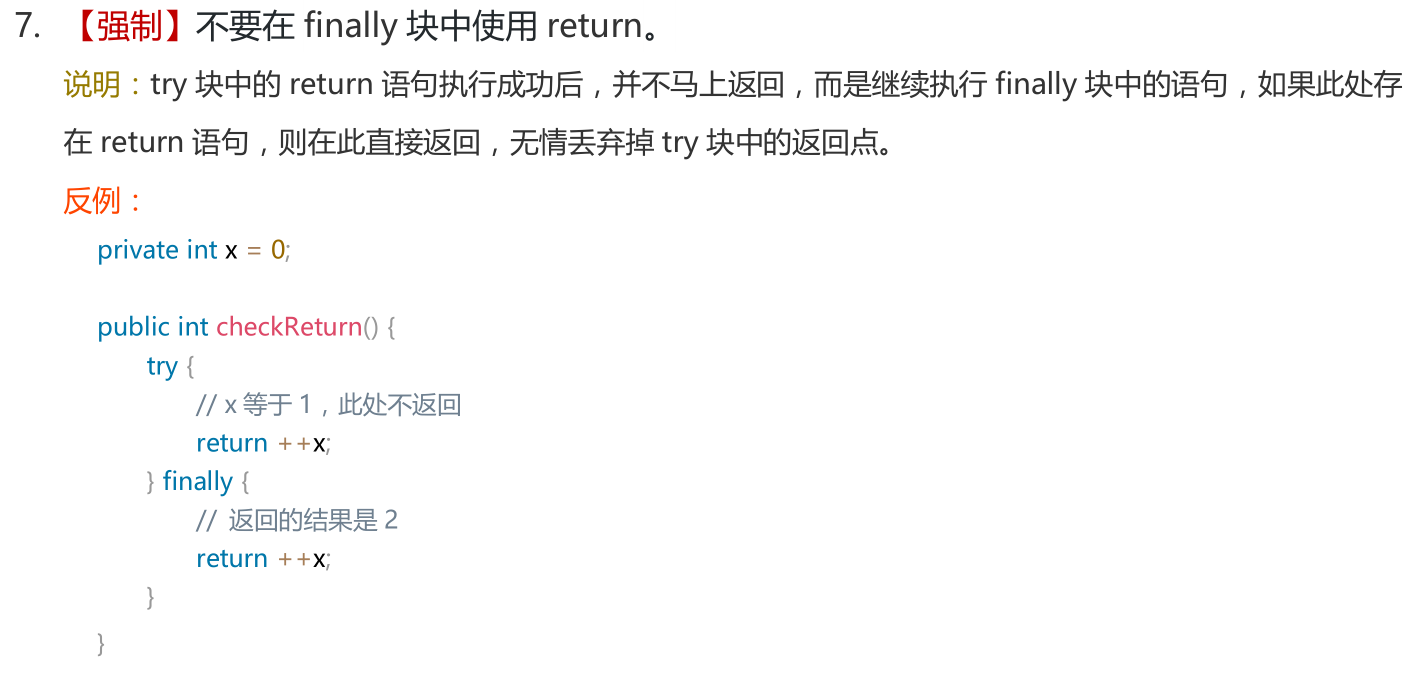 7. 【强制】不要在 finally 块中使用 return。
说明：try 块中的 return 语句执行成功后，并不马上返回，而是继续执行 finally 块中的语句，如果此处存
在 return 语句，则在此直接返回，无情丢弃掉 try 块中的返回点。
反例：
private int x = 0;
public int checkReturn() {
try {
// x 等于 1，此处不返回
return ++x;
} finally {
// 返回的结果是 2
return ++x;
}
}